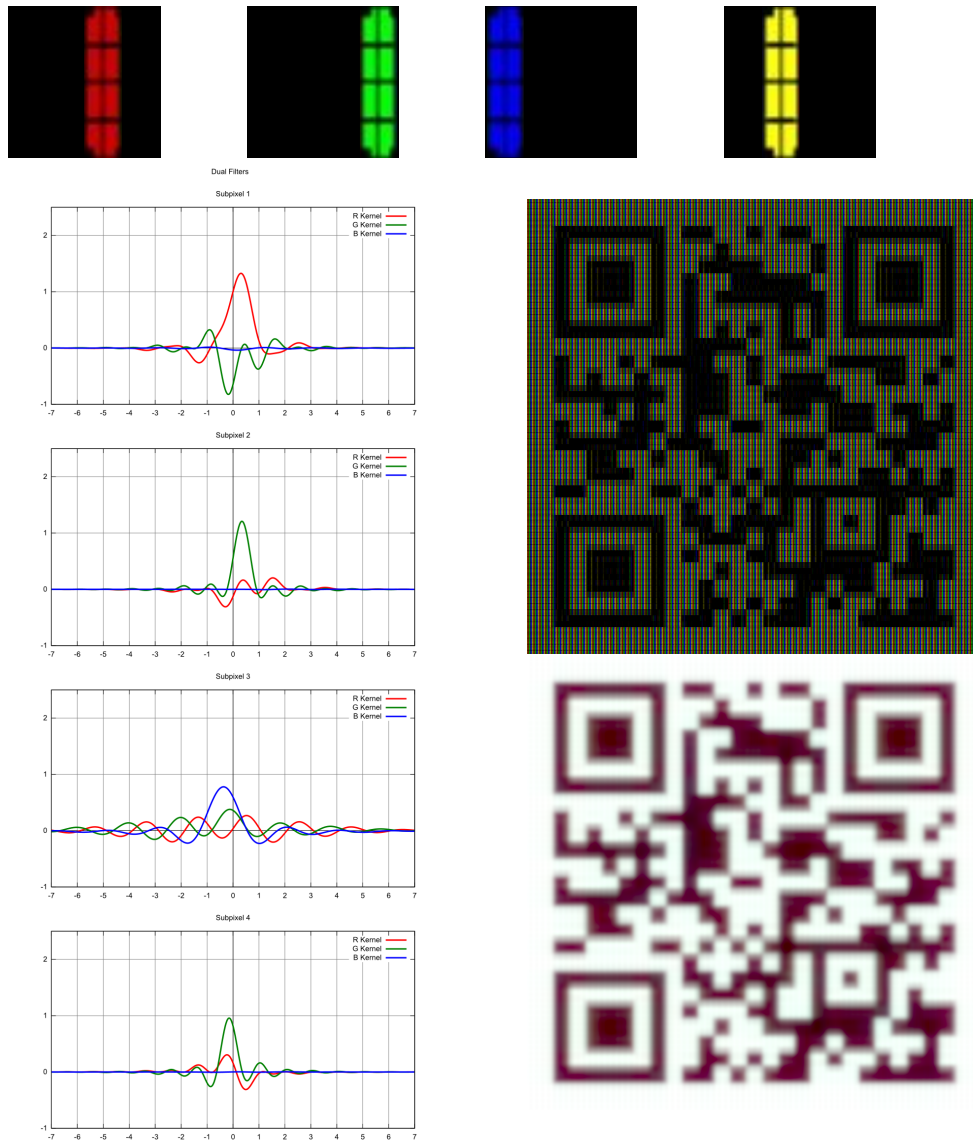 Dual Filters
Subpixel 1
R Kernel
G Kernel
B Kernel
2
1
0
-1
-7 -6 -5 -4 -3 -2 -1 0 1 2 3 4 5 6 7
Subpixel 2
R Kernel
G Kernel
B Kernel
2
1
0
-1
-7 -6 -5 -4 -3 -2 -1 0 1 2 3 4 5 6 7
Subpixel 3
R Kernel
G Kernel
B Kernel
2
1
0
-1
-7 -6 -5 -4 -3 -2 -1 0 1 2 3 4 5 6 7
Subpixel 4
R Kernel
G Kernel
B Kernel
2
1
0
-1
-7 -6 -5 -4 -3 -2 -1 0 1 2 3 4 5 6 7